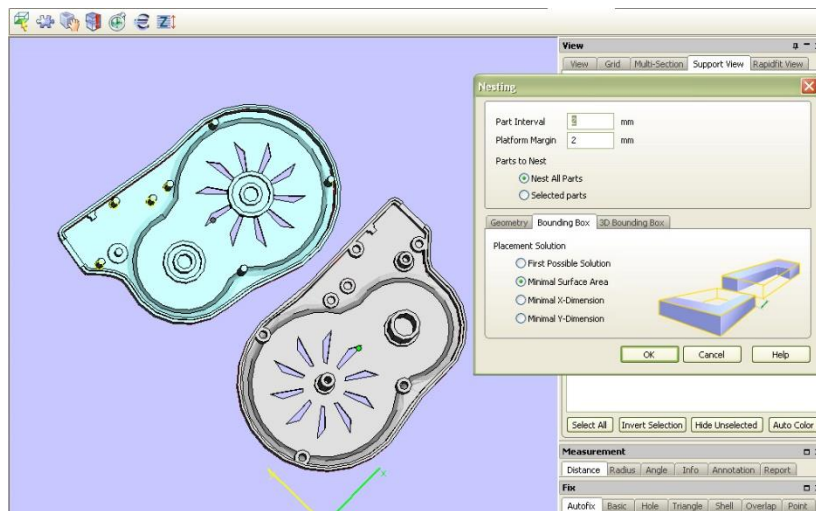 View
View Grid Multi-Section Support View Rapidfit View
Nesting
Part Interval mm
Platform Margin 2 mm
Parts to Nest
Nest All Parts
Selected parts
Geometry Bounding Box 3D Bounding Box
Placement Solution
First Possible Solution
Minimal Surface Area
Minimal X-Dimension
Minimal Y-Dimension
OK Cancel Help
Select All Invert Selection Hide Unselected Auto Color
Measurement
Distance Radius Angle Info Annotation Report
Fix
Autofix Basic Hole Triangle Shell Overlap Point